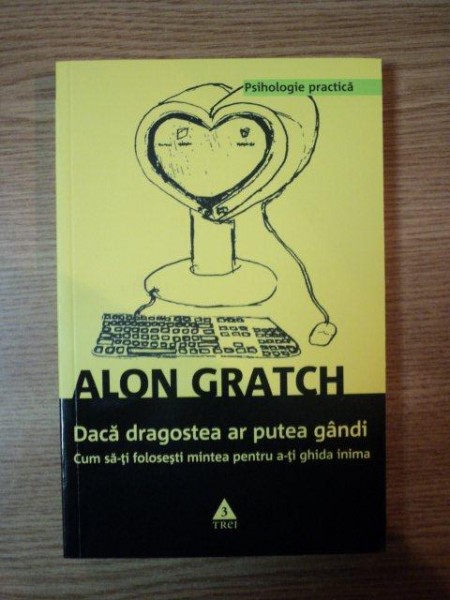 Psihologie practică
ALON GRATCH
Dacă dragostea ar putea gândi
Cum să-ți folosești mintea pentru a-ți ghida inima
3
TREI